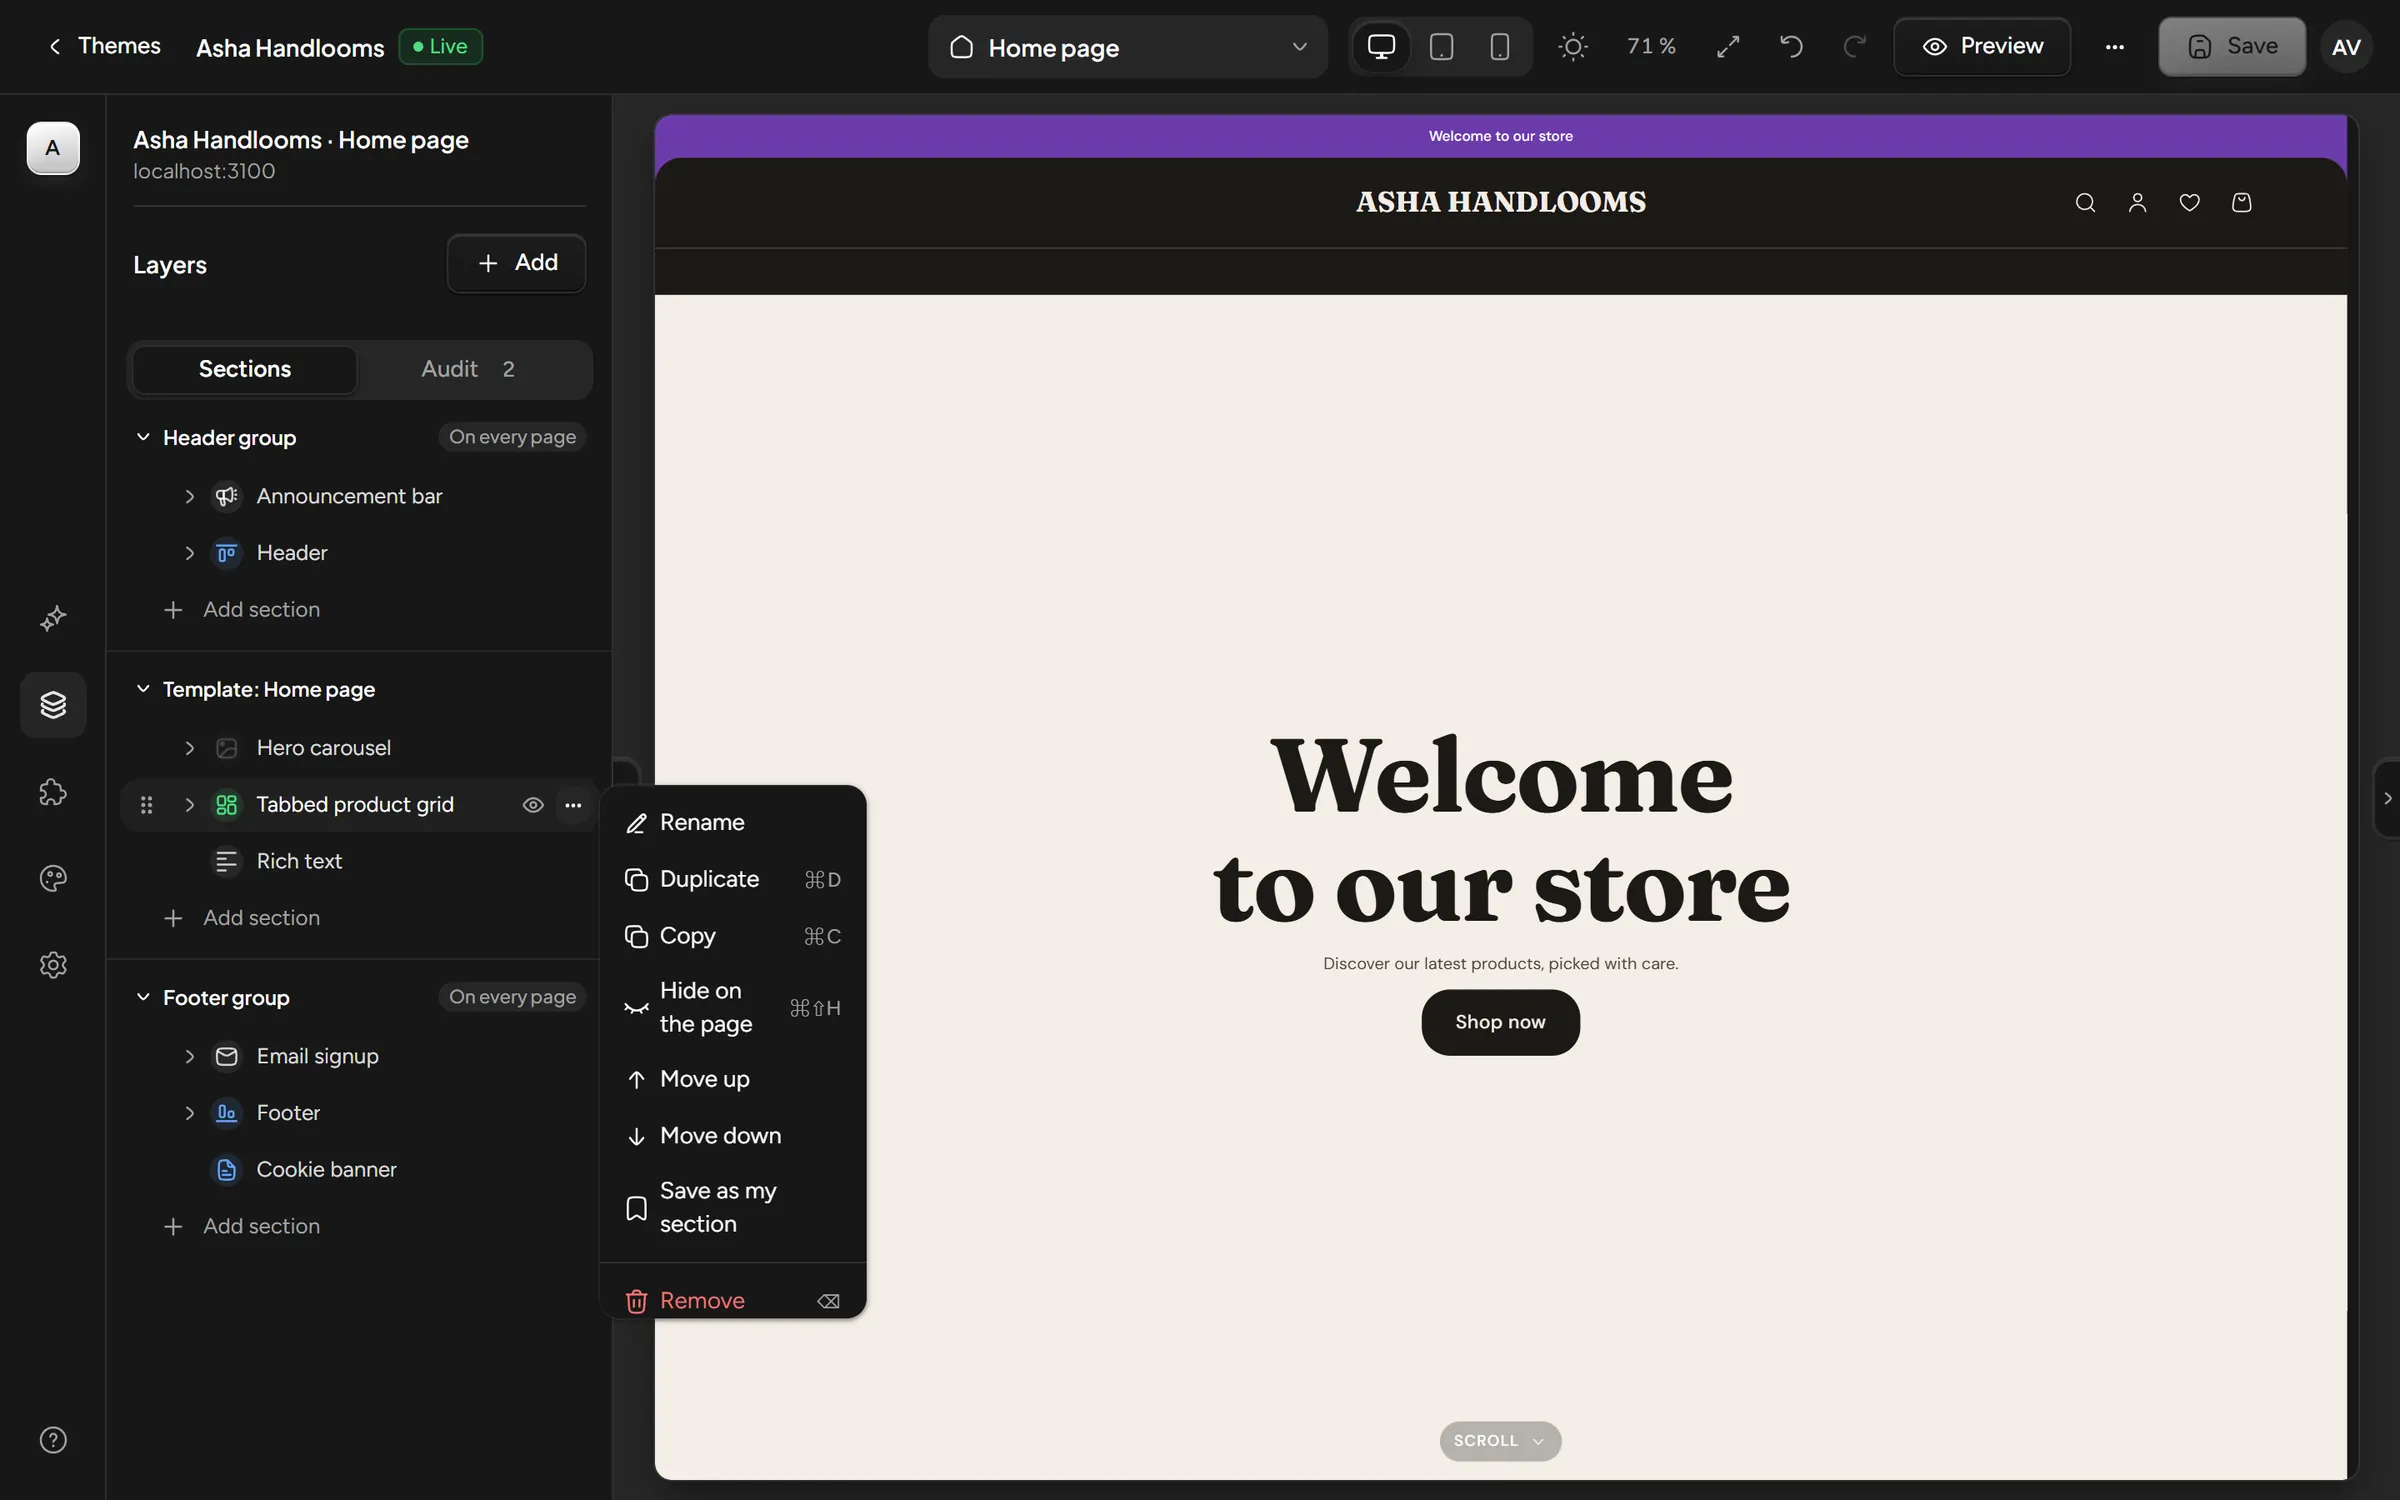 Themes
Asha Handlooms
Live
Home page
71 %
Preview
Save
AV
A
Asha Handlooms · Home page
localhost:3100
Layers
Add
Sections
Audit 2
Header group
On every page
Announcement bar
Header
Add section
Template: Home page
Hero carousel
Tabbed product grid
Rich text
Add section
Footer group
On every page
Email signup
Footer
Cookie banner
Add section
Rename
Duplicate ⌘D
Copy ⌘C
Hide on
the page ⌘⇧H
Move up
Move down
Save as my
section
Remove ⌫
Welcome to our store
ASHA HANDLOOMS
Welcome
to our store
Discover our latest products, picked with care.
Shop now
SCROLL